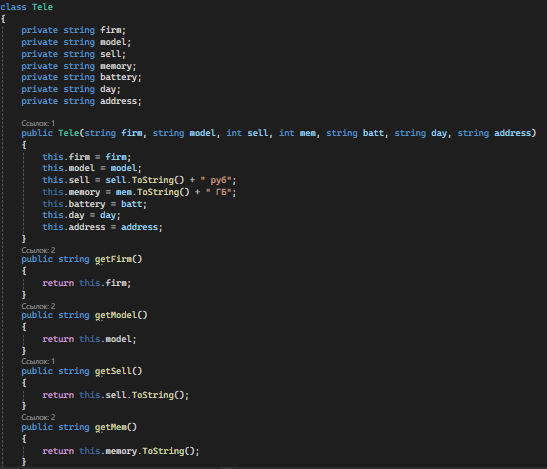 class Tele
{
private string firm;
private string model;
private string sell;
private string memory;
private string battery;
private string day;
private string address;
Ссылок: 1
public Tele(string firm, string model, int sell, int mem, string batt, string day, string address)
{
this.firm = firm;
this.model = model;
this.sell = sell.ToString() + " руб";
this.memory = mem.ToString() + " ГБ";
this.battery = batt;
this.day = day;
this.address = address;
}
Ссылок: 2
public string getFirm()
{
return this.firm;
}
Ссылок: 2
public string getModel()
{
return this.model;
}
Ссылок: 1
public string getSell()
{
return this.sell.ToString();
}
Ссылок: 2
public string getMem()
{
return this.memory.ToString();
}